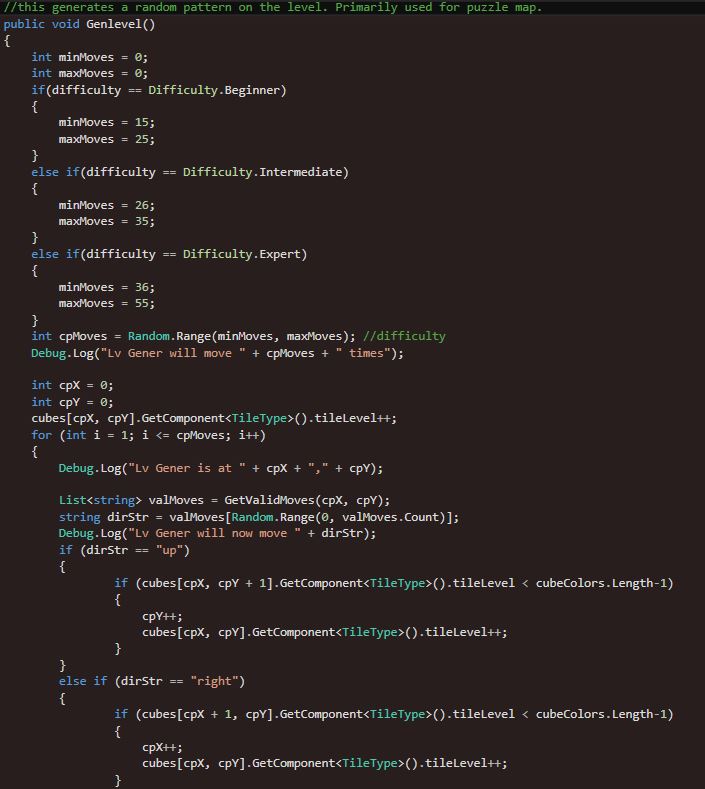 //this generates a random pattern on the level. Primarily used for puzzle map.
public void Genlevel()
{
    int minMoves = 0;
    int maxMoves = 0;
    if(difficulty == Difficulty.Beginner)
    {
        minMoves = 15;
        maxMoves = 25;
    }
    else if(difficulty == Difficulty.Intermediate)
    {
        minMoves = 26;
        maxMoves = 35;
    }
    else if(difficulty == Difficulty.Expert)
    {
        minMoves = 36;
        maxMoves = 55;
    }
    int cpMoves = Random.Range(minMoves, maxMoves); //difficulty
    Debug.Log("Lv Gener will move " + cpMoves + " times");

    int cpX = 0;
    int cpY = 0;
    cubes[cpX, cpY].GetComponent<TileType>().tileLevel++;
    for (int i = 1; i <= cpMoves; i++)
    {
        Debug.Log("Lv Gener is at " + cpX + "," + cpY);

        List<string> valMoves = GetValidMoves(cpX, cpY);
        string dirStr = valMoves[Random.Range(0, valMoves.Count)];
        Debug.Log("Lv Gener will now move " + dirStr);
        if (dirStr == "up")
        {
                if (cubes[cpX, cpY + 1].GetComponent<TileType>().tileLevel < cubeColors.Length-1)
                {
                    cpY++;
                    cubes[cpX, cpY].GetComponent<TileType>().tileLevel++;
                }
        }
        else if (dirStr == "right")
        {
                if (cubes[cpX + 1, cpY].GetComponent<TileType>().tileLevel < cubeColors.Length-1)
                {
                    cpX++;
                    cubes[cpX, cpY].GetComponent<TileType>().tileLevel++;
                }